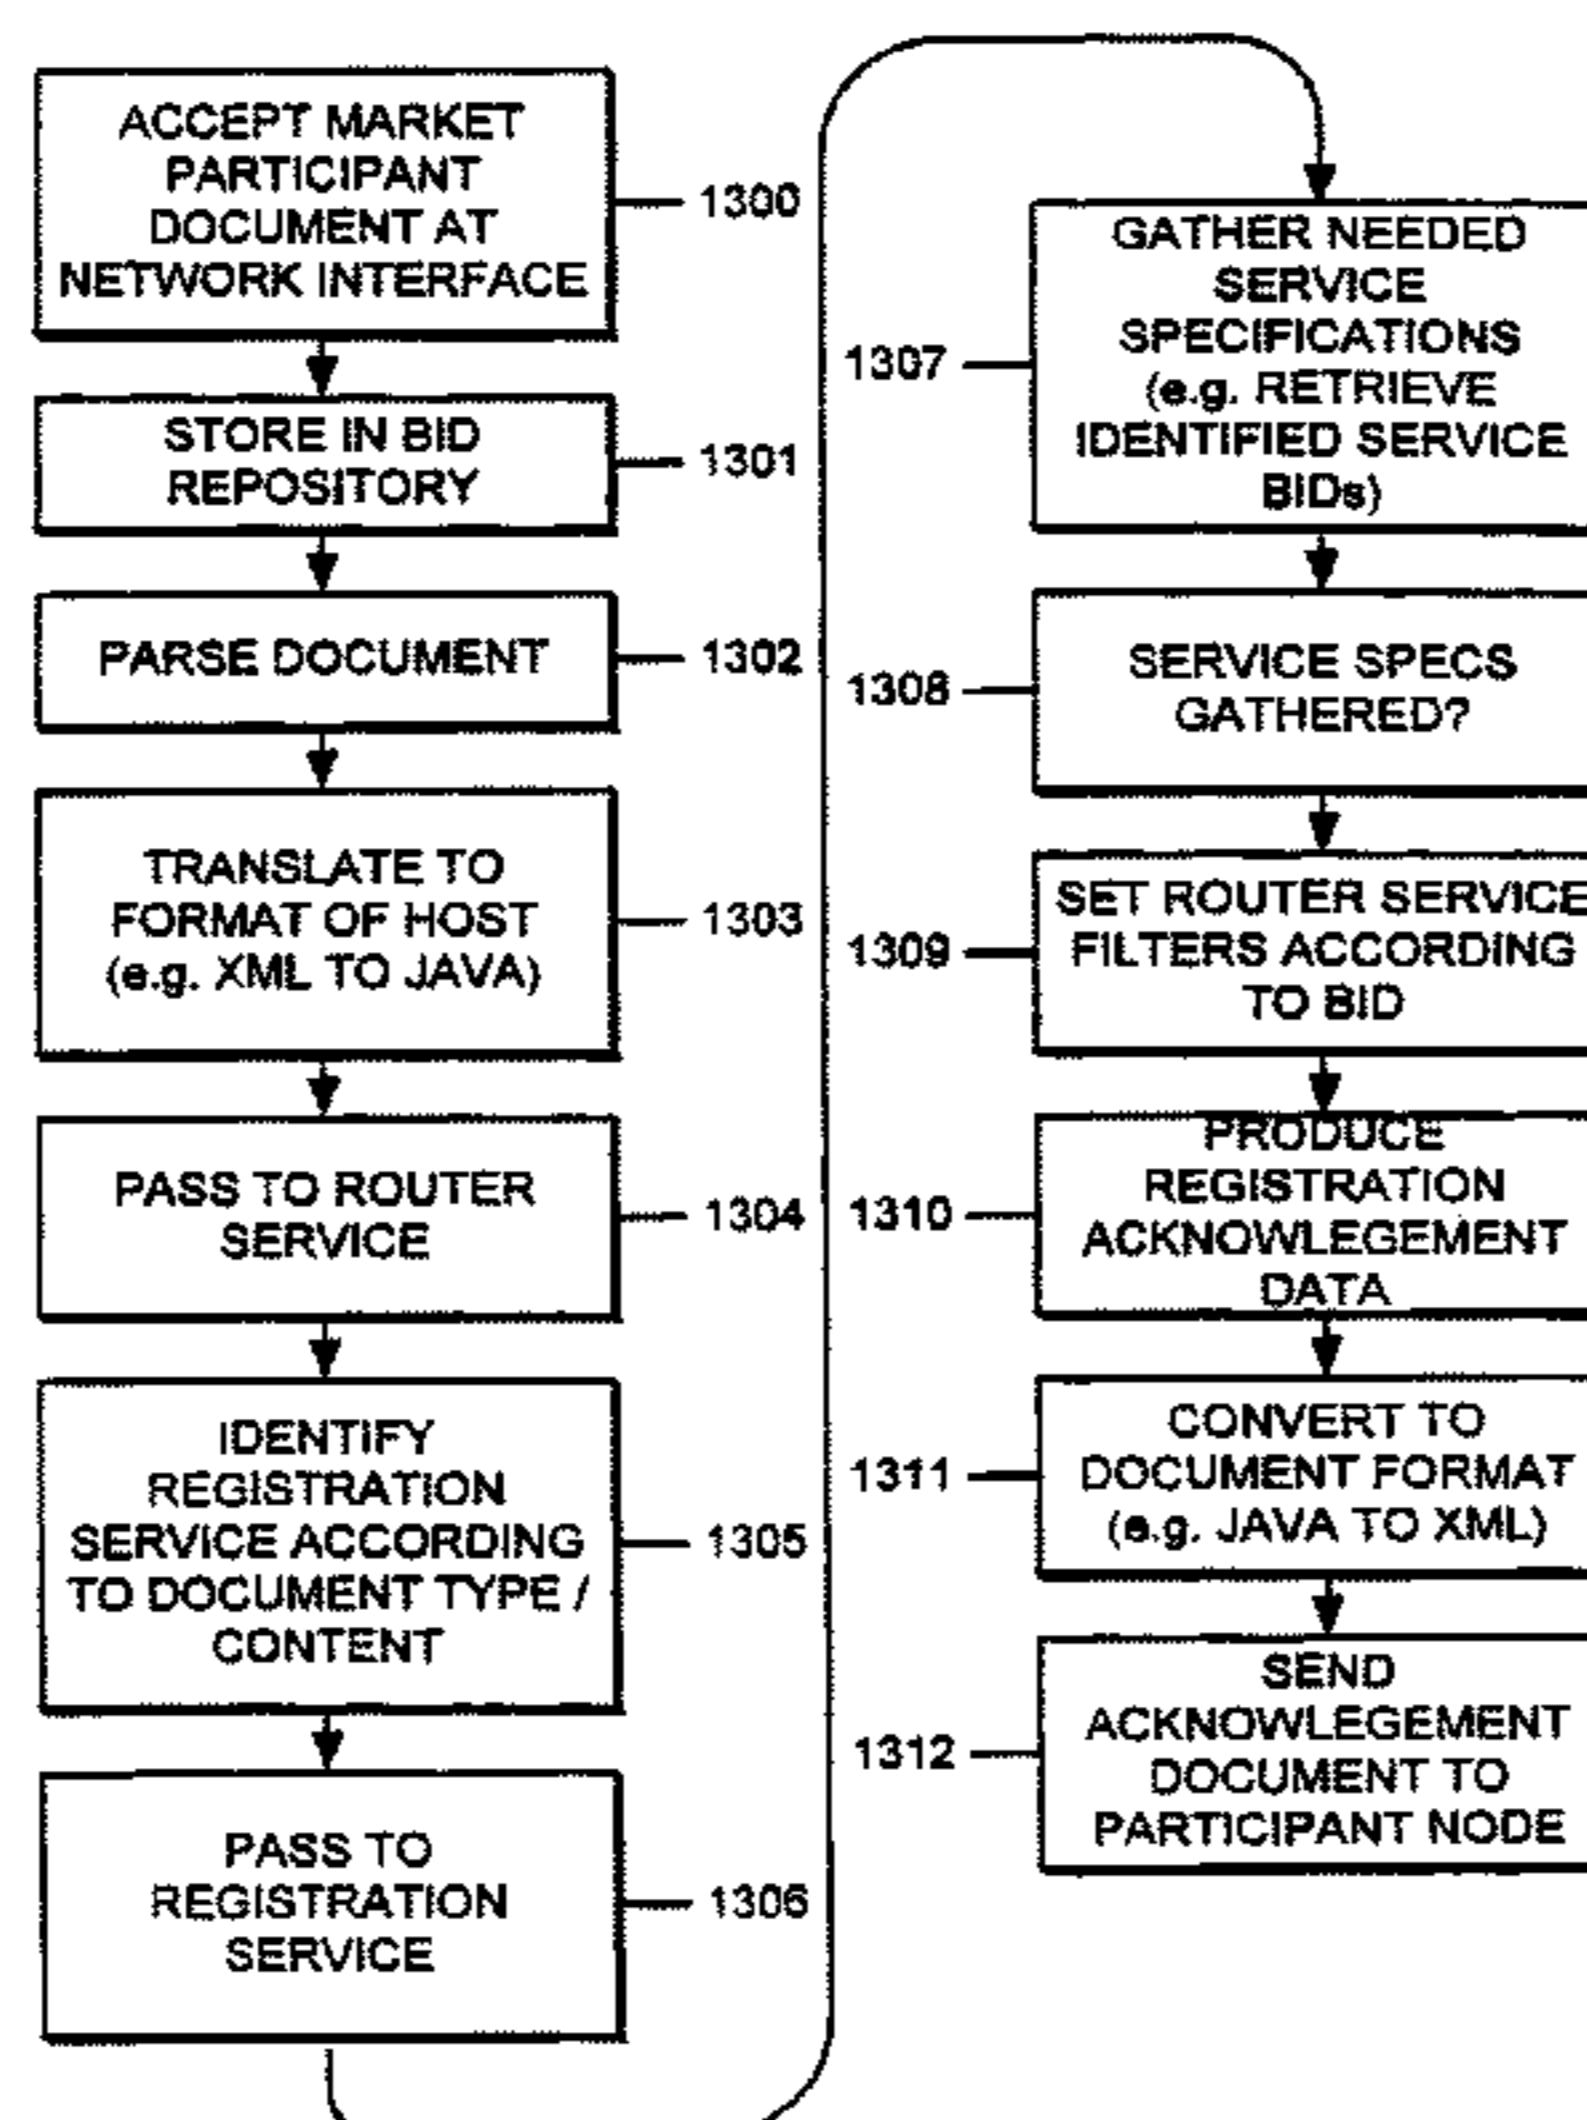 ACCEPT MARKET
PARTICIPANT
DOCUMENT AT
NETWORK INTERFACE
1300
STORE IN BID
REPOSITORY
1301
PARSE DOCUMENT
1302
TRANSLATE TO
FORMAT OF HOST
(e.g. XML TO JAVA)
1303
PASS TO ROUTER
SERVICE
1304
IDENTIFY
REGISTRATION
SERVICE ACCORDING
TO DOCUMENT TYPE /
CONTENT
1305
PASS TO
REGISTRATION
SERVICE
1306
GATHER NEEDED
SERVICE
SPECIFICATIONS
(e.g. RETRIEVE
IDENTIFIED SERVICE
BIDs)
1307
SERVICE SPECS
GATHERED?
1308
SET ROUTER SERVICE
FILTERS ACCORDING
TO BID
1309
PRODUCE
REGISTRATION
ACKNOWLEGEMENT
DATA
1310
CONVERT TO
DOCUMENT FORMAT
(e.g. JAVA TO XML)
1311
SEND
ACKNOWLEGEMENT
DOCUMENT TO
PARTICIPANT NODE
1312